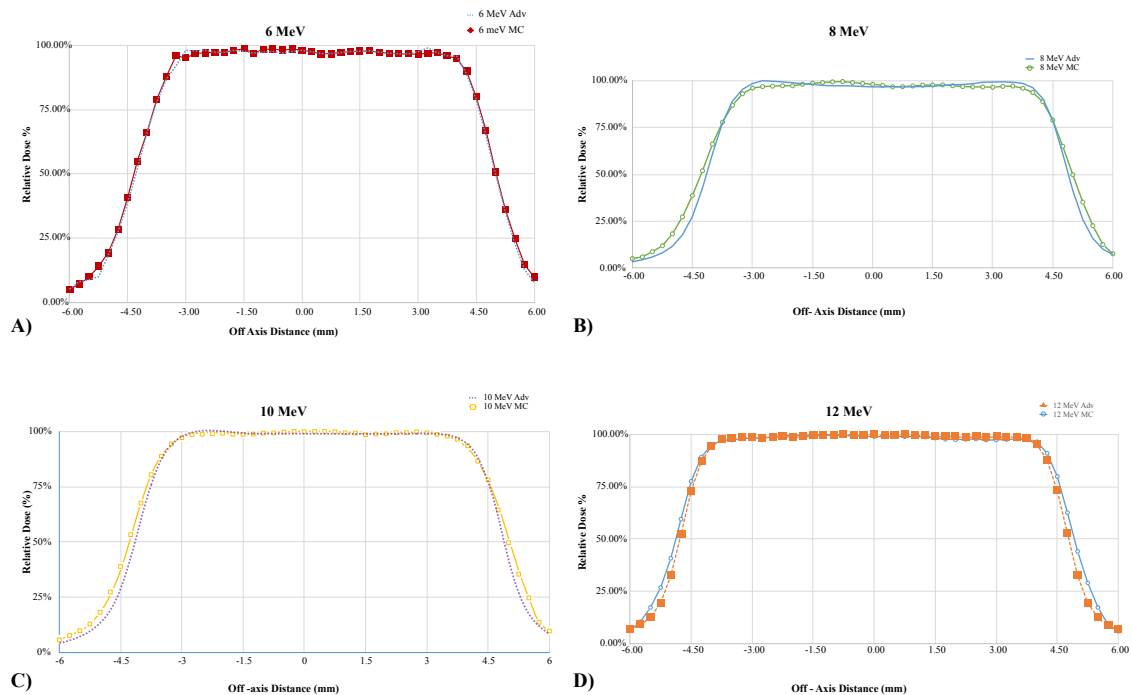 6 MeV
6 MeV Adv
6 meV MC
100.00%
75.00%
50.00%
25.00%
0.00%
Relative Dose %
-6.00 -4.50 -3.00 -1.50 0.00 1.50 3.00 4.50 6.00
Off Axis Distance (mm)
A)
8 MeV
8 MeV Adv
8 MeV MC
100.00%
75.00%
50.00%
25.00%
0.00%
Relative Dose %
-6.00 -4.50 -3.00 -1.50 0.00 1.50 3.00 4.50 6.00
Off- Axis Distance (mm)
B)
10 MeV
10 MeV Adv
10 MeV MC
100%
75%
50%
25%
0%
Relative Dose (%)
-6 -4.5 -3 -1.5 0 1.5 3 4.5 6
Off -axis Distance (mm)
C)
12 MeV
12 MeV Adv
12 MeV MC
100.00%
75.00%
50.00%
25.00%
0.00%
Relative Dose %
-6.00 -4.50 -3.00 -1.50 0.00 1.50 3.00 4.50 6.00
Off - Axis Distance (mm)
D)